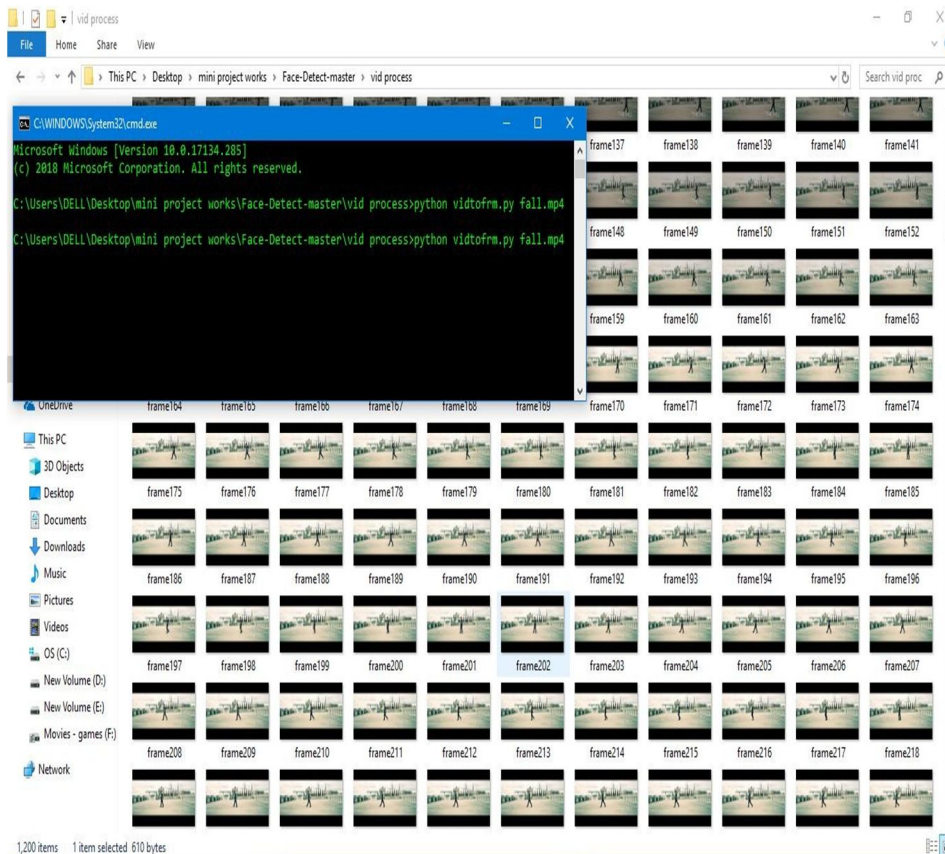 vid process
File Home Share View
This PC > Desktop > mini project works > Face-Detect-master > vid process
Search vid proc
C:\WINDOWS\System32\cmd.exe
Microsoft Windows [Version 10.0.17134.285]
(c) 2018 Microsoft Corporation. All rights reserved.
C:\Users\DELL\Desktop\mini project works\Face-Detect-master\vid process>python vidtofrm.py fall.mp4
C:\Users\DELL\Desktop\mini project works\Face-Detect-master\vid process>python vidtofrm.py fall.mp4
frame137 frame138 frame139 frame140 frame141
frame148 frame149 frame150 frame151 frame152
frame159 frame160 frame161 frame162 frame163
OneDrive
frame164 frame165 frame166 frame167 frame168 frame169 frame170 frame171 frame172 frame173 frame174
This PC
3D Objects
Desktop
Documents
Downloads
Music
Pictures
Videos
OS (C:)
New Volume (D:)
New Volume (E:)
Movies - games (F:)
Network
frame175 frame176 frame177 frame178 frame179 frame180 frame181 frame182 frame183 frame184 frame185
frame186 frame187 frame188 frame189 frame190 frame191 frame192 frame193 frame194 frame195 frame196
frame197 frame198 frame199 frame200 frame201 frame202 frame203 frame204 frame205 frame206 frame207
frame208 frame209 frame210 frame211 frame212 frame213 frame214 frame215 frame216 frame217 frame218
1,200 items 1 item selected 610 bytes